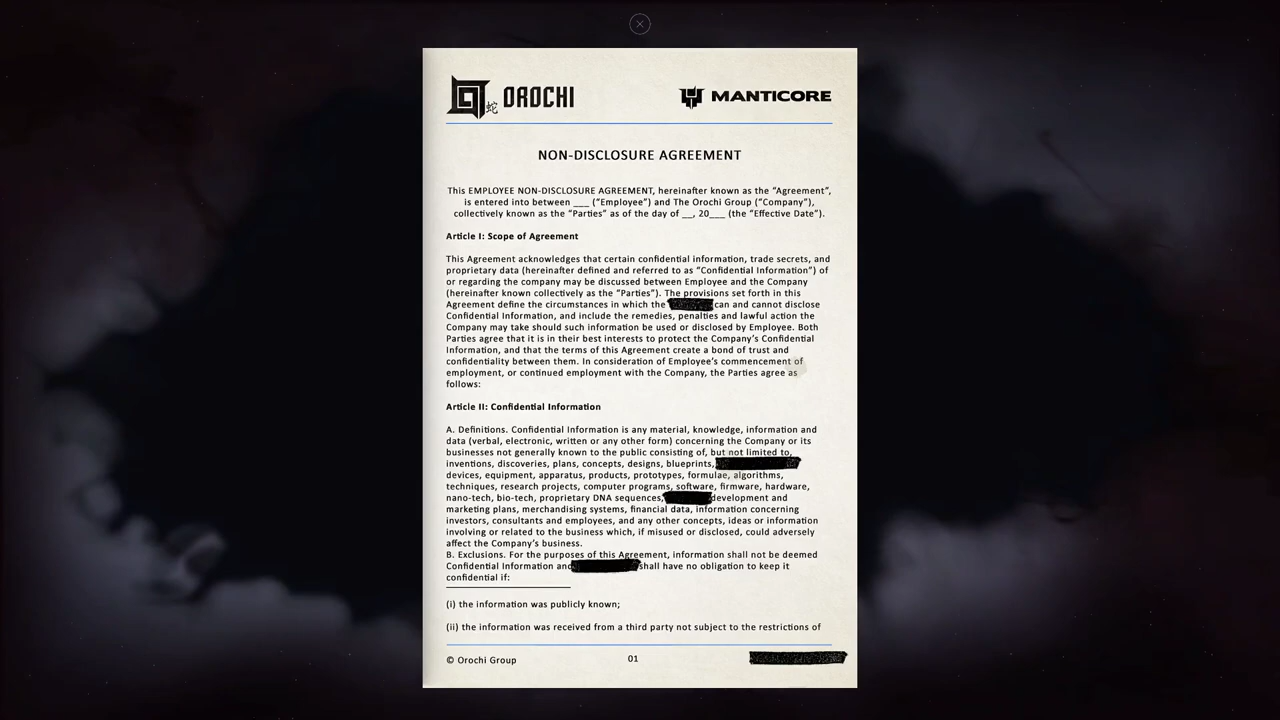 蛇 OROCHI MANTICORE
NON-DISCLOSURE AGREEMENT
This EMPLOYEE NON-DISCLOSURE AGREEMENT, hereinafter known as the “Agreement”,
is entered into between ___ (“Employee”) and The Orochi Group (“Company”),
collectively known as the “Parties” as of the day of __, 20___ (the “Effective Date”).
Article I: Scope of Agreement
This Agreement acknowledges that certain confidential information, trade secrets, and
proprietary data (hereinafter defined and referred to as “Confidential Information”) of
or regarding the company may be discussed between Employee and the Company
(hereinafter known collectively as the “Parties”). The provisions set forth in this
Agreement define the circumstances in which the can and cannot disclose
Confidential Information, and include the remedies, penalties and lawful action the
Company may take should such information be used or disclosed by Employee. Both
Parties agree that it is in their best interests to protect the Company’s Confidential
Information, and that the terms of this Agreement create a bond of trust and
confidentiality between them. In consideration of Employee’s commencement of
employment, or continued employment with the Company, the Parties agree as
follows:
Article II: Confidential Information
A. Definitions. Confidential Information is any material, knowledge, information and
data (verbal, electronic, written or any other form) concerning the Company or its
businesses not generally known to the public consisting of, but not limited to,
inventions, discoveries, plans, concepts, designs, blueprints,
devices, equipment, apparatus, products, prototypes, formulae, algorithms,
techniques, research projects, computer programs, software, firmware, hardware,
nano-tech, bio-tech, proprietary DNA sequences, development and
marketing plans, merchandising systems, financial data, information concerning
investors, consultants and employees, and any other concepts, ideas or information
involving or related to the business which, if misused or disclosed, could adversely
affect the Company’s business.
B. Exclusions. For the purposes of this Agreement, information shall not be deemed
Confidential Information and shall have no obligation to keep it
confidential if:
(i) the information was publicly known;
(ii) the information was received from a third party not subject to the restrictions of
© Orochi Group 01